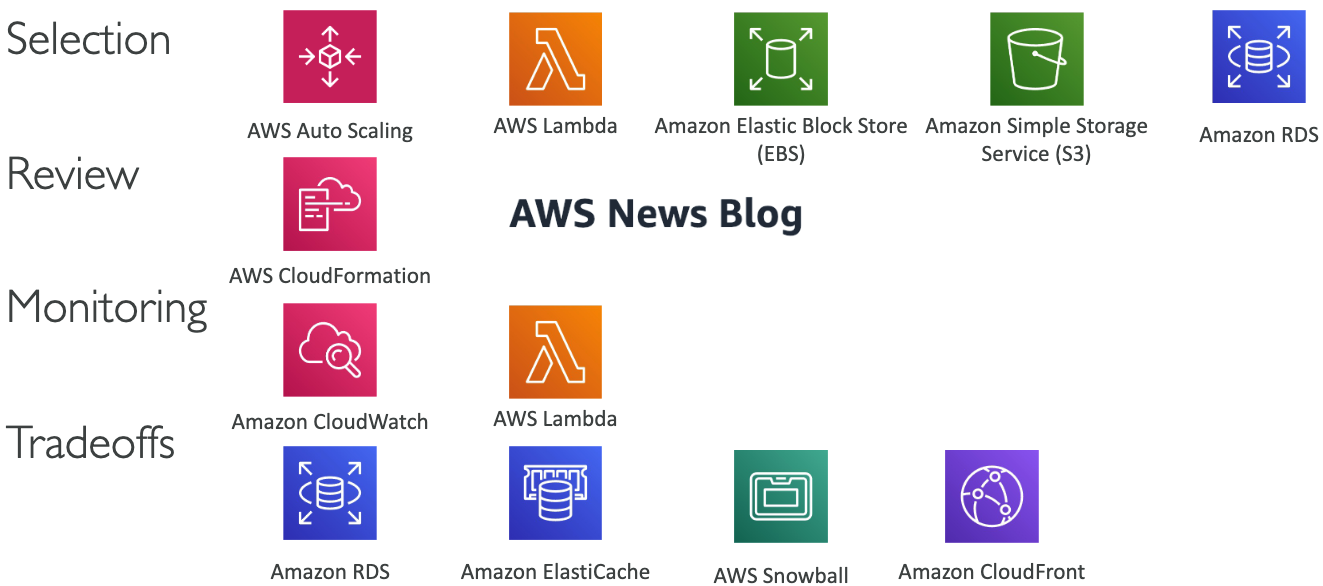 Selection
AWS Auto Scaling
AWS Lambda
Amazon Elastic Block Store
(EBS)
Amazon Simple Storage
Service (S3)
Amazon RDS
Review
AWS CloudFormation
AWS News Blog
Monitoring
Amazon CloudWatch
AWS Lambda
Tradeoffs
Amazon RDS
Amazon ElastiCache
AWS Snowball
Amazon CloudFront